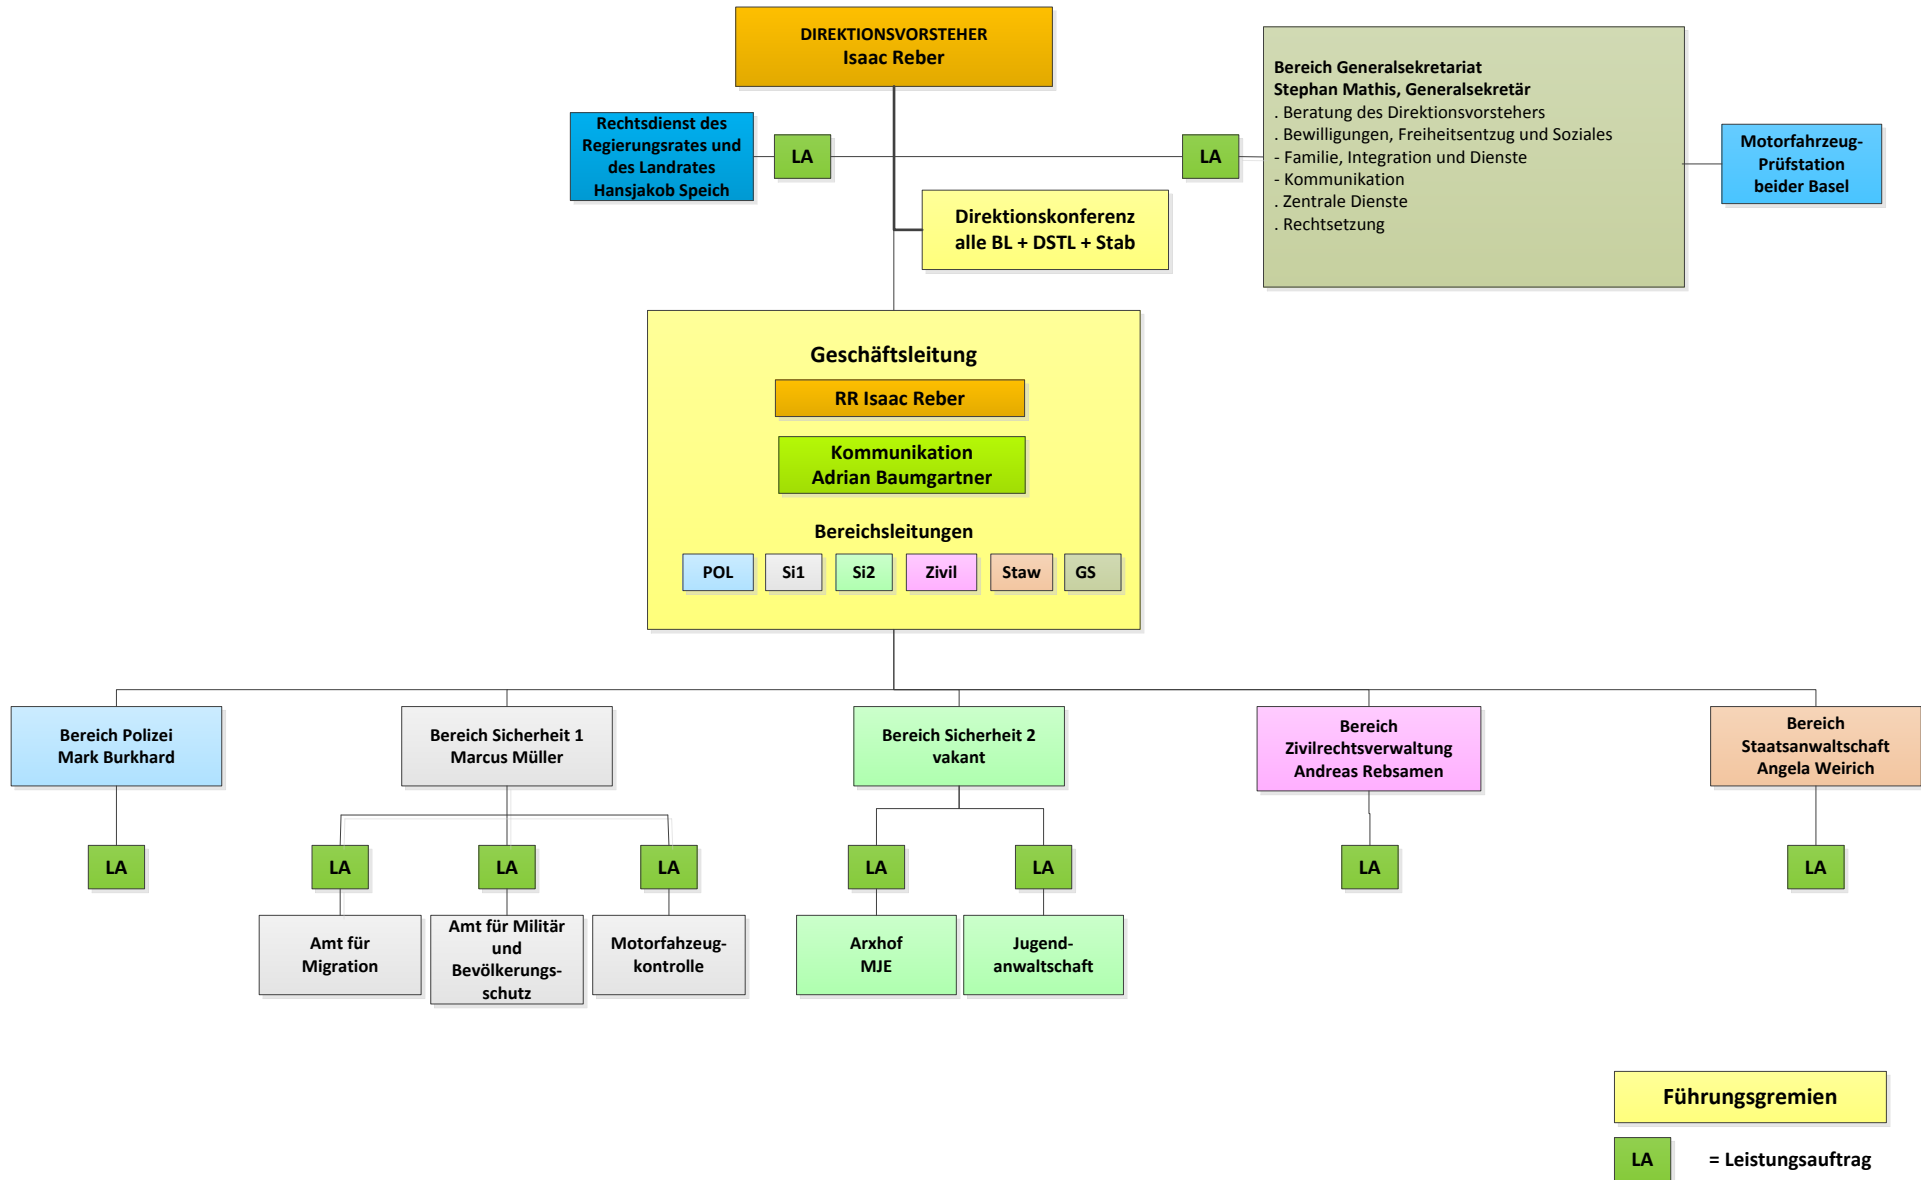 DIREKTIONSVORSTEHER
Isaac Reber
Rechtsdienst des
Regierungsrates und
des Landrates
Hansjakob Speich
LA
LA
Bereich Generalsekretariat
Stephan Mathis, Generalsekretär
. Beratung des Direktionsvorstehers
. Bewilligungen, Freiheitsentzug und Soziales
- Familie, Integration und Dienste
- Kommunikation
. Zentrale Dienste
. Rechtsetzung
Motorfahrzeug-
Prüfstation
beider Basel
Direktionskonferenz
alle BL + DSTL + Stab
Geschäftsleitung
RR Isaac Reber
Kommunikation
Adrian Baumgartner
Bereichsleitungen
POL
Si1
Si2
Zivil
Staw
GS
Bereich Polizei
Mark Burkhard
Bereich Sicherheit 1
Marcus Müller
Bereich Sicherheit 2
vakant
Bereich
Zivilrechtsverwaltung
Andreas Rebsamen
Bereich
Staatsanwaltschaft
Angela Weirich
LA
LA
LA
LA
LA
LA
LA
LA
Amt für
Migration
Amt für Militär
und
Bevölkerungs-
schutz
Motorfahzeug-
kontrolle
Arxhof
MJE
Jugend-
anwaltschaft
Führungsgremien
LA
= Leistungsauftrag